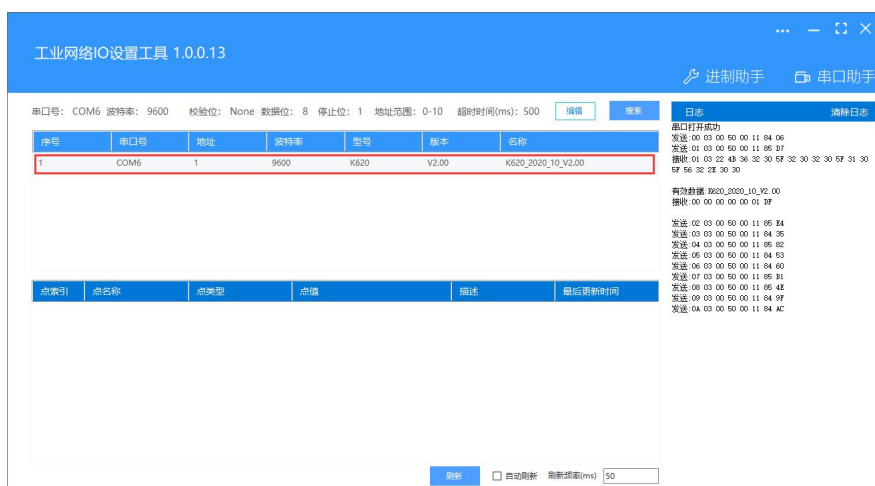 工业网络IO设置工具 1.0.0.13
进制助手 串口助手
串口号: COM6 波特率: 9600 校验位: None 数据位: 8 停止位: 1 地址范围: 0-10 超时时间(ms): 500 编辑 搜索
序号 串口号 地址 波特率 型号 版本 名称
1 COM6 1 9600 K620 V2.00 K620_2020_10_V2.00
点索引 点名称 点类型 点值 描述 最后更新时间
刷新 自动刷新 刷新频率(ms) 50
日志 清除日志
串口打开成功
发送:00 03 00 50 00 11 84 06
发送:01 03 00 50 00 11 85 D7
接收:01 03 22 4B 36 32 30 5F 32 30 32 30 5F 31 30
5F 56 32 2E 30 30
有效数据:K620_2020_10_V2.00
接收:00 00 00 00 00 01 DF
发送:02 03 00 50 00 11 85 E4
发送:03 03 00 50 00 11 84 35
发送:04 03 00 50 00 11 85 82
发送:05 03 00 50 00 11 84 53
发送:06 03 00 50 00 11 84 60
发送:07 03 00 50 00 11 85 B1
发送:08 03 00 50 00 11 85 4E
发送:09 03 00 50 00 11 84 9F
发送:0A 03 00 50 00 11 84 AC